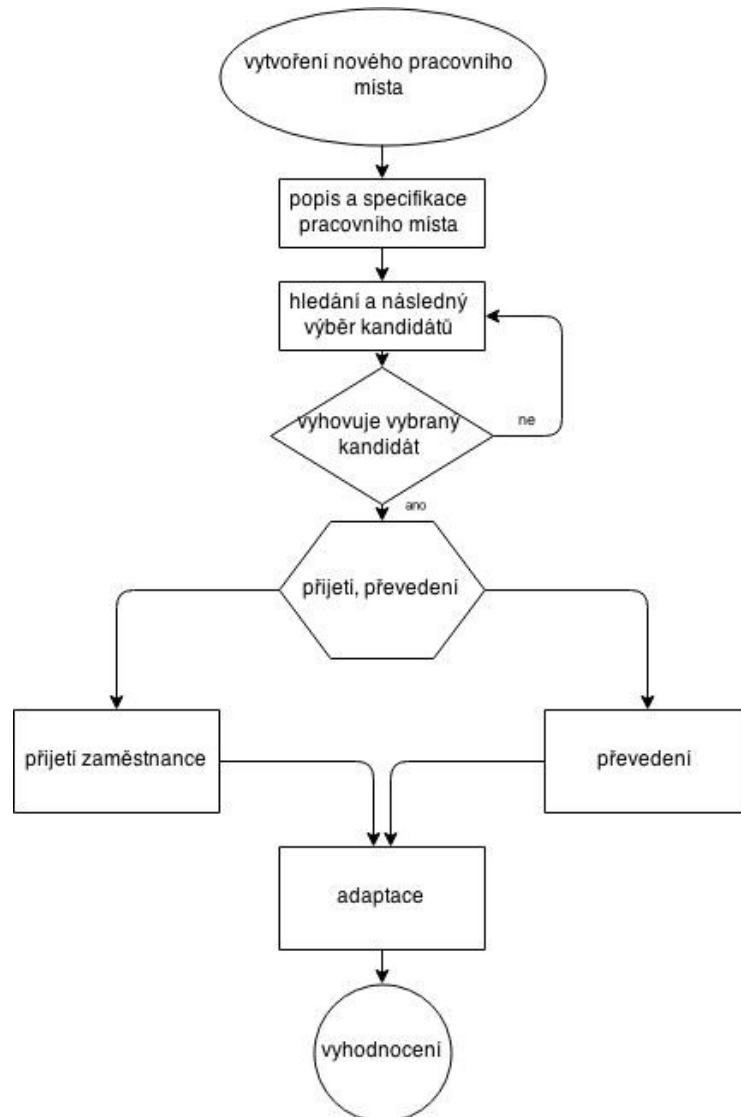 vytvoření nového pracovního
místa
popis a specifikace
pracovního místa
hledání a následný
výběr kandidátů
vyhovuje vybraný
kandidát
ne
ano
přijetí, převedení
přijetí zaměstnance
převedení
adaptace
vyhodnocení